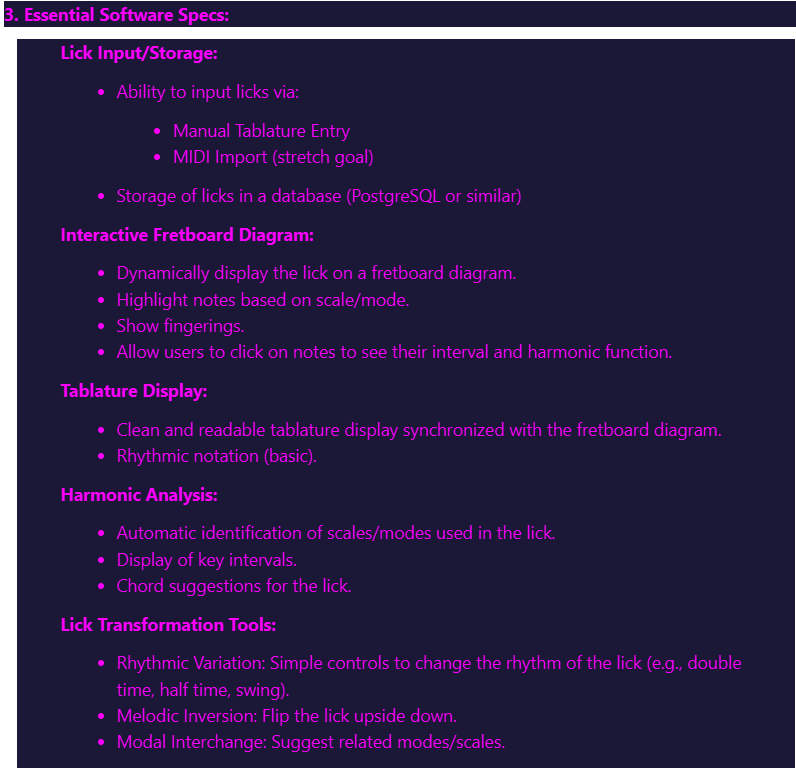 3. Essential Software Specs:
Lick Input/Storage:
• Ability to input licks via:
• Manual Tablature Entry
• MIDI Import (stretch goal)
• Storage of licks in a database (PostgreSQL or similar)
Interactive Fretboard Diagram:
• Dynamically display the lick on a fretboard diagram.
• Highlight notes based on scale/mode.
• Show fingerings.
• Allow users to click on notes to see their interval and harmonic function.
Tablature Display:
• Clean and readable tablature display synchronized with the fretboard diagram.
• Rhythmic notation (basic).
Harmonic Analysis:
• Automatic identification of scales/modes used in the lick.
• Display of key intervals.
• Chord suggestions for the lick.
Lick Transformation Tools:
• Rhythmic Variation: Simple controls to change the rhythm of the lick (e.g., double
time, half time, swing).
• Melodic Inversion: Flip the lick upside down.
• Modal Interchange: Suggest related modes/scales.